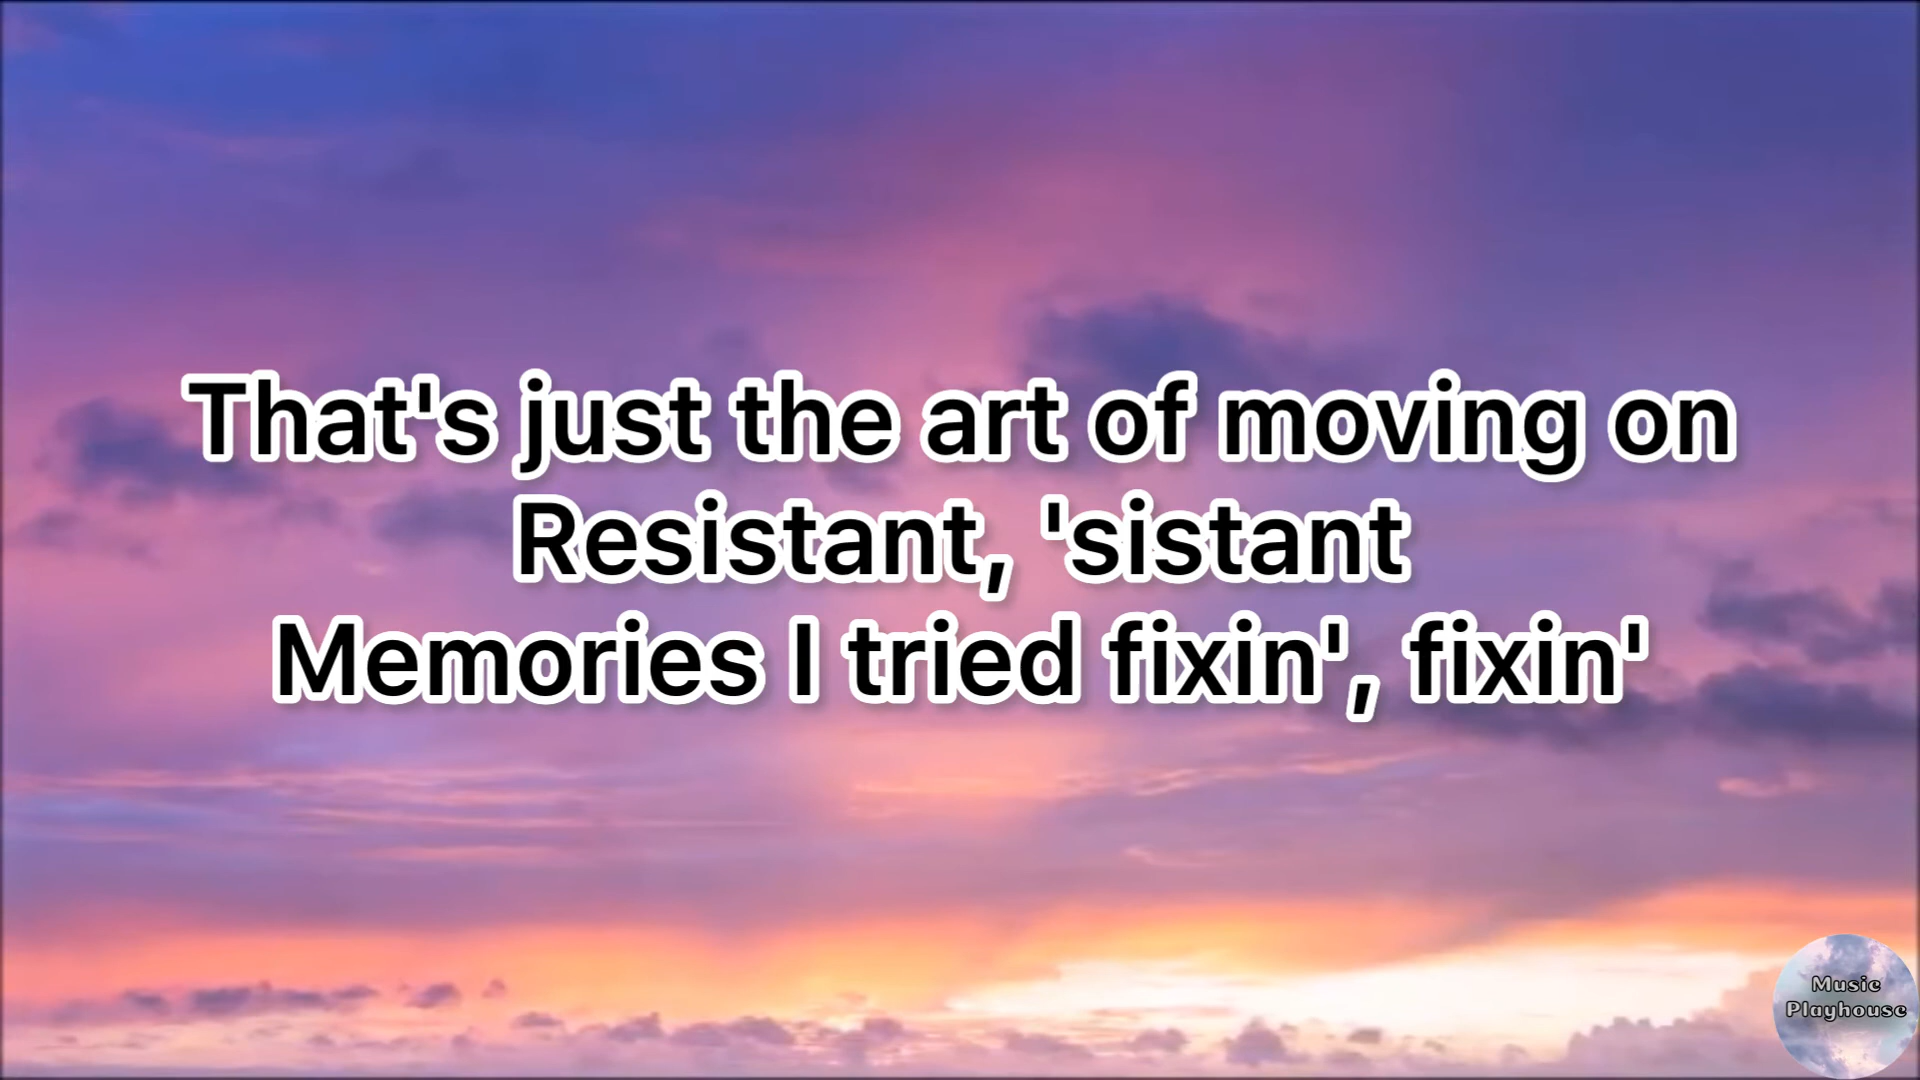 That's just the art of moving on
Resistant, 'sistant
Memories I tried fixin', fixin'
Music
Playhouse